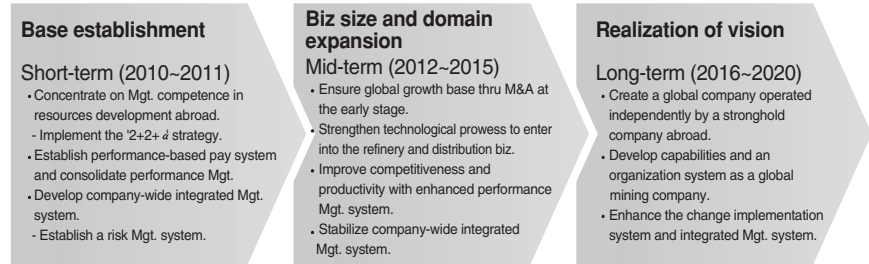 Base establishment
Short-term (2010~2011)
• Concentrate on Mgt. competence in
resources development abroad.
- Implement the '2+2+ strategy.
• Establish performance-based pay system
and consolidate performance Mgt.
• Develop company-wide integrated Mgt.
system.
- Establish a risk Mgt. system.
Biz size and domain
expansion
Mid-term (2012~2015)
• Ensure global growth base thru M&A at
the early stage.
• Strengthen technological prowess to enter
into the refinery and distribution biz.
• Improve competitiveness and
productivity with enhanced performance
Mgt. system.
• Stabilize company-wide integrated
Mgt. system.
Realization of vision
Long-term (2016~2020)
• Create a global company operated
independently by a stronghold
company abroad.
• Develop capabilities and an
organization system as a global
mining company.
• Enhance the change implementation
system and integrated Mgt. system.